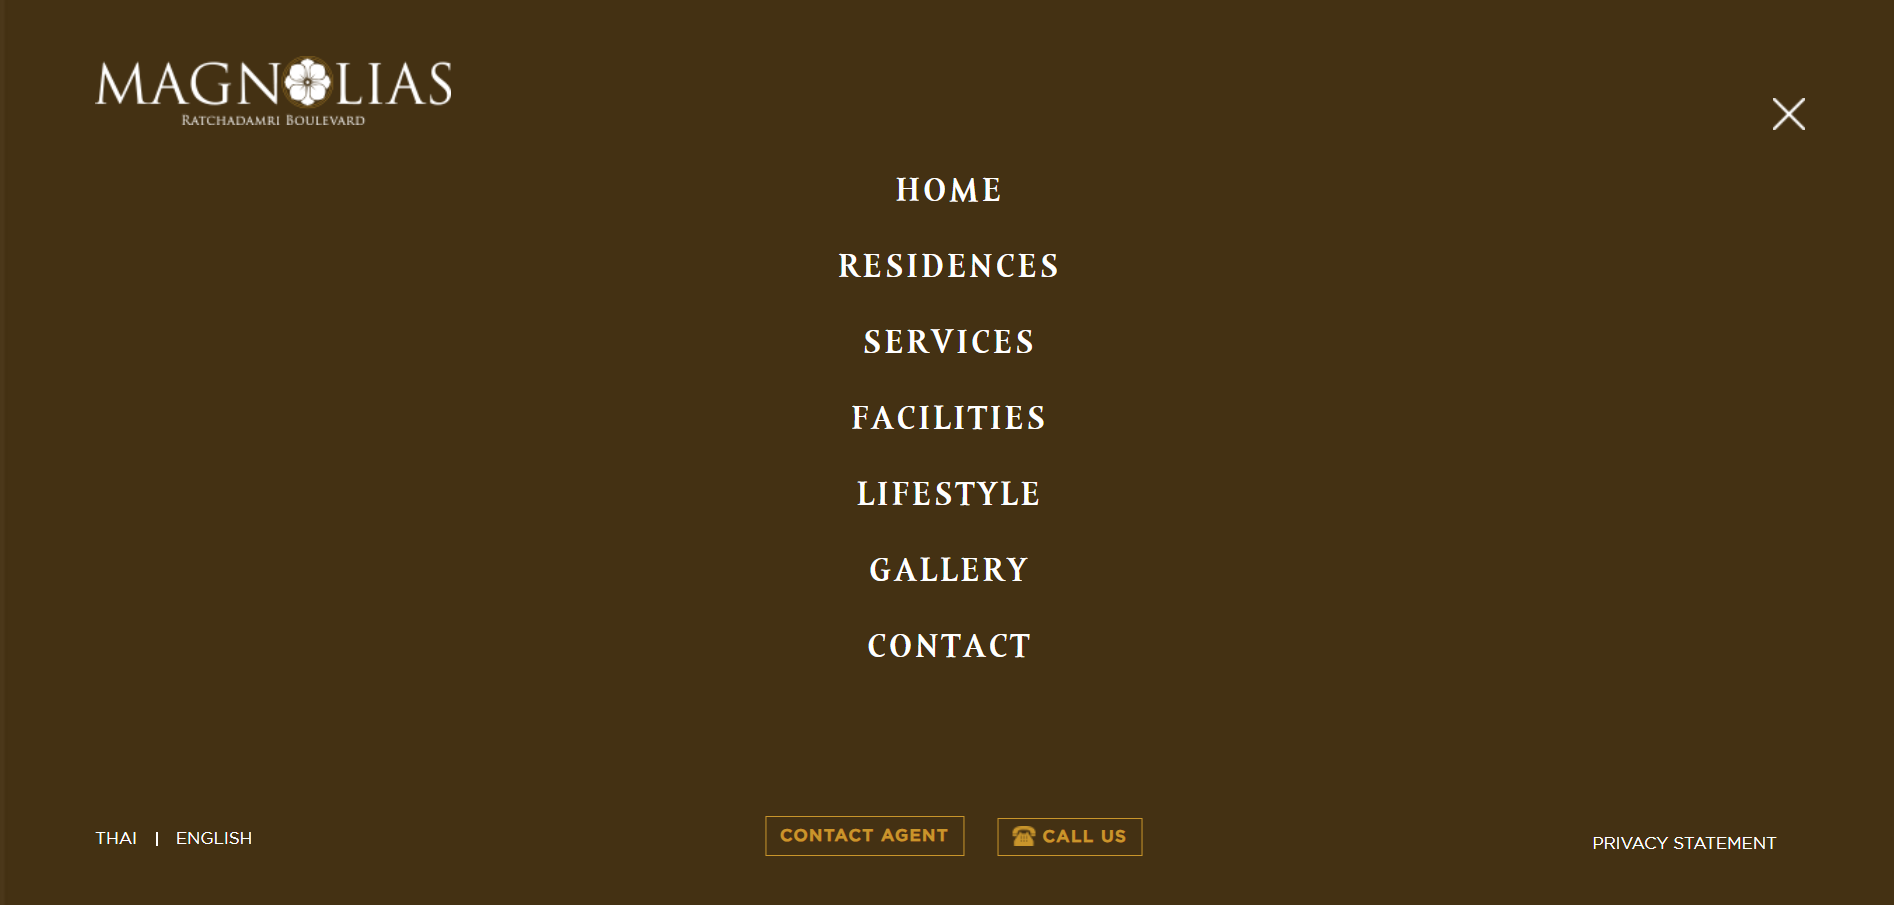 MAGNOLIAS
RATCHADAMRI BOULEVARD
HOME
RESIDENCES
SERVICES
FACILITIES
LIFESTYLE
GALLERY
CONTACT
THAI | ENGLISH
CONTACT AGENT
CALL US
PRIVACY STATEMENT